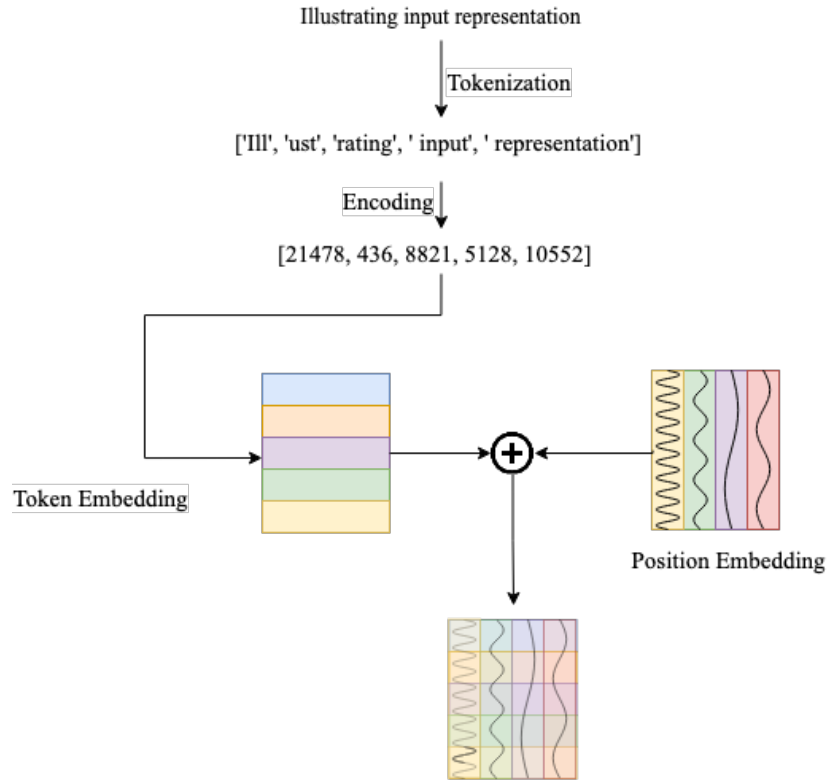 Illustrating input representation
Tokenization
['Ill', 'ust', 'rating', ' input', ' representation']
Encoding
[21478, 436, 8821, 5128, 10552]
Token Embedding
Position Embedding